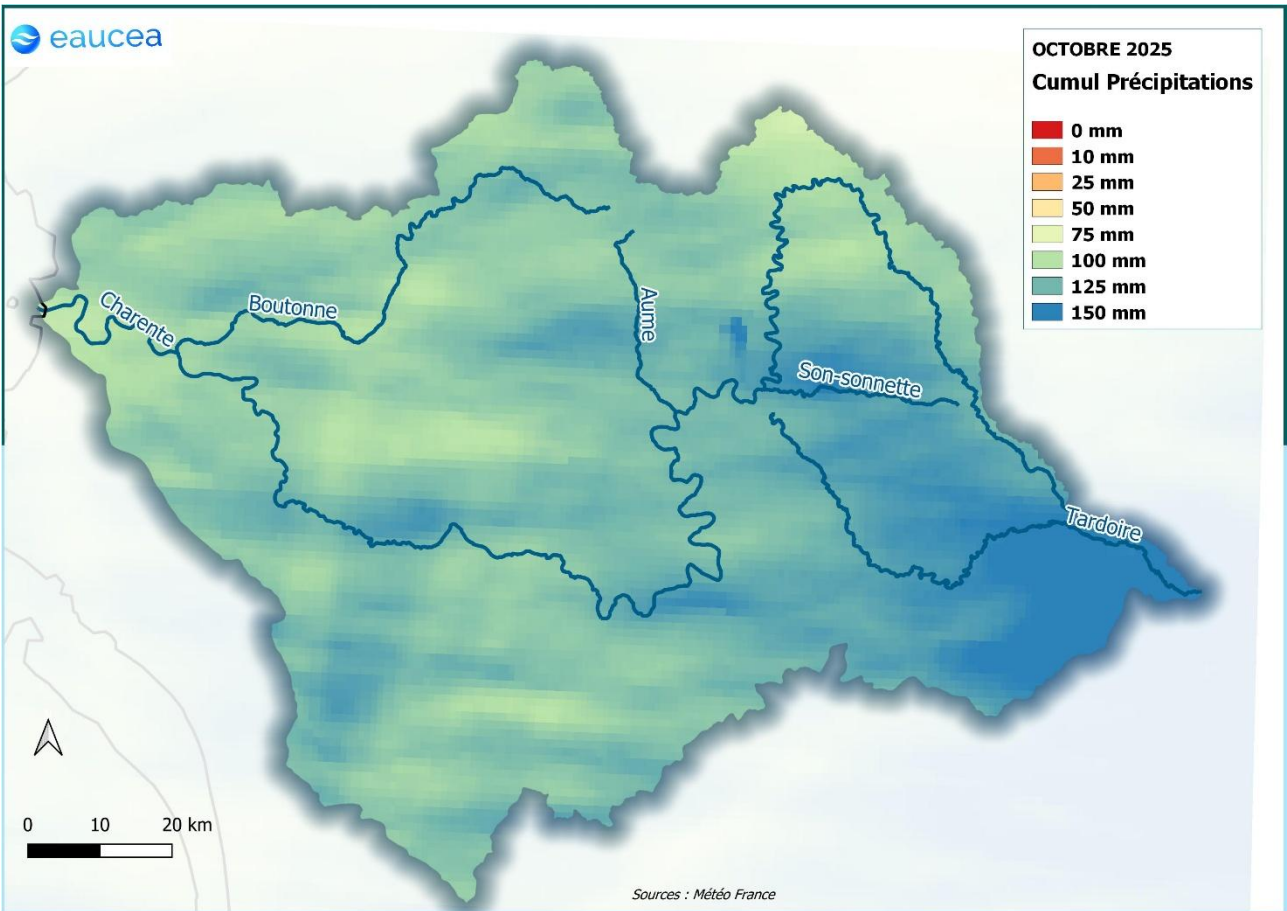 eaucea
OCTOBRE 2025
Cumul Précipitations
0 mm
10 mm
25 mm
50 mm
75 mm
100 mm
125 mm
150 mm
Charente
Boutonne
Aume
Son-sonnette
Tardoire
0 10 20 km
Sources : Météo France